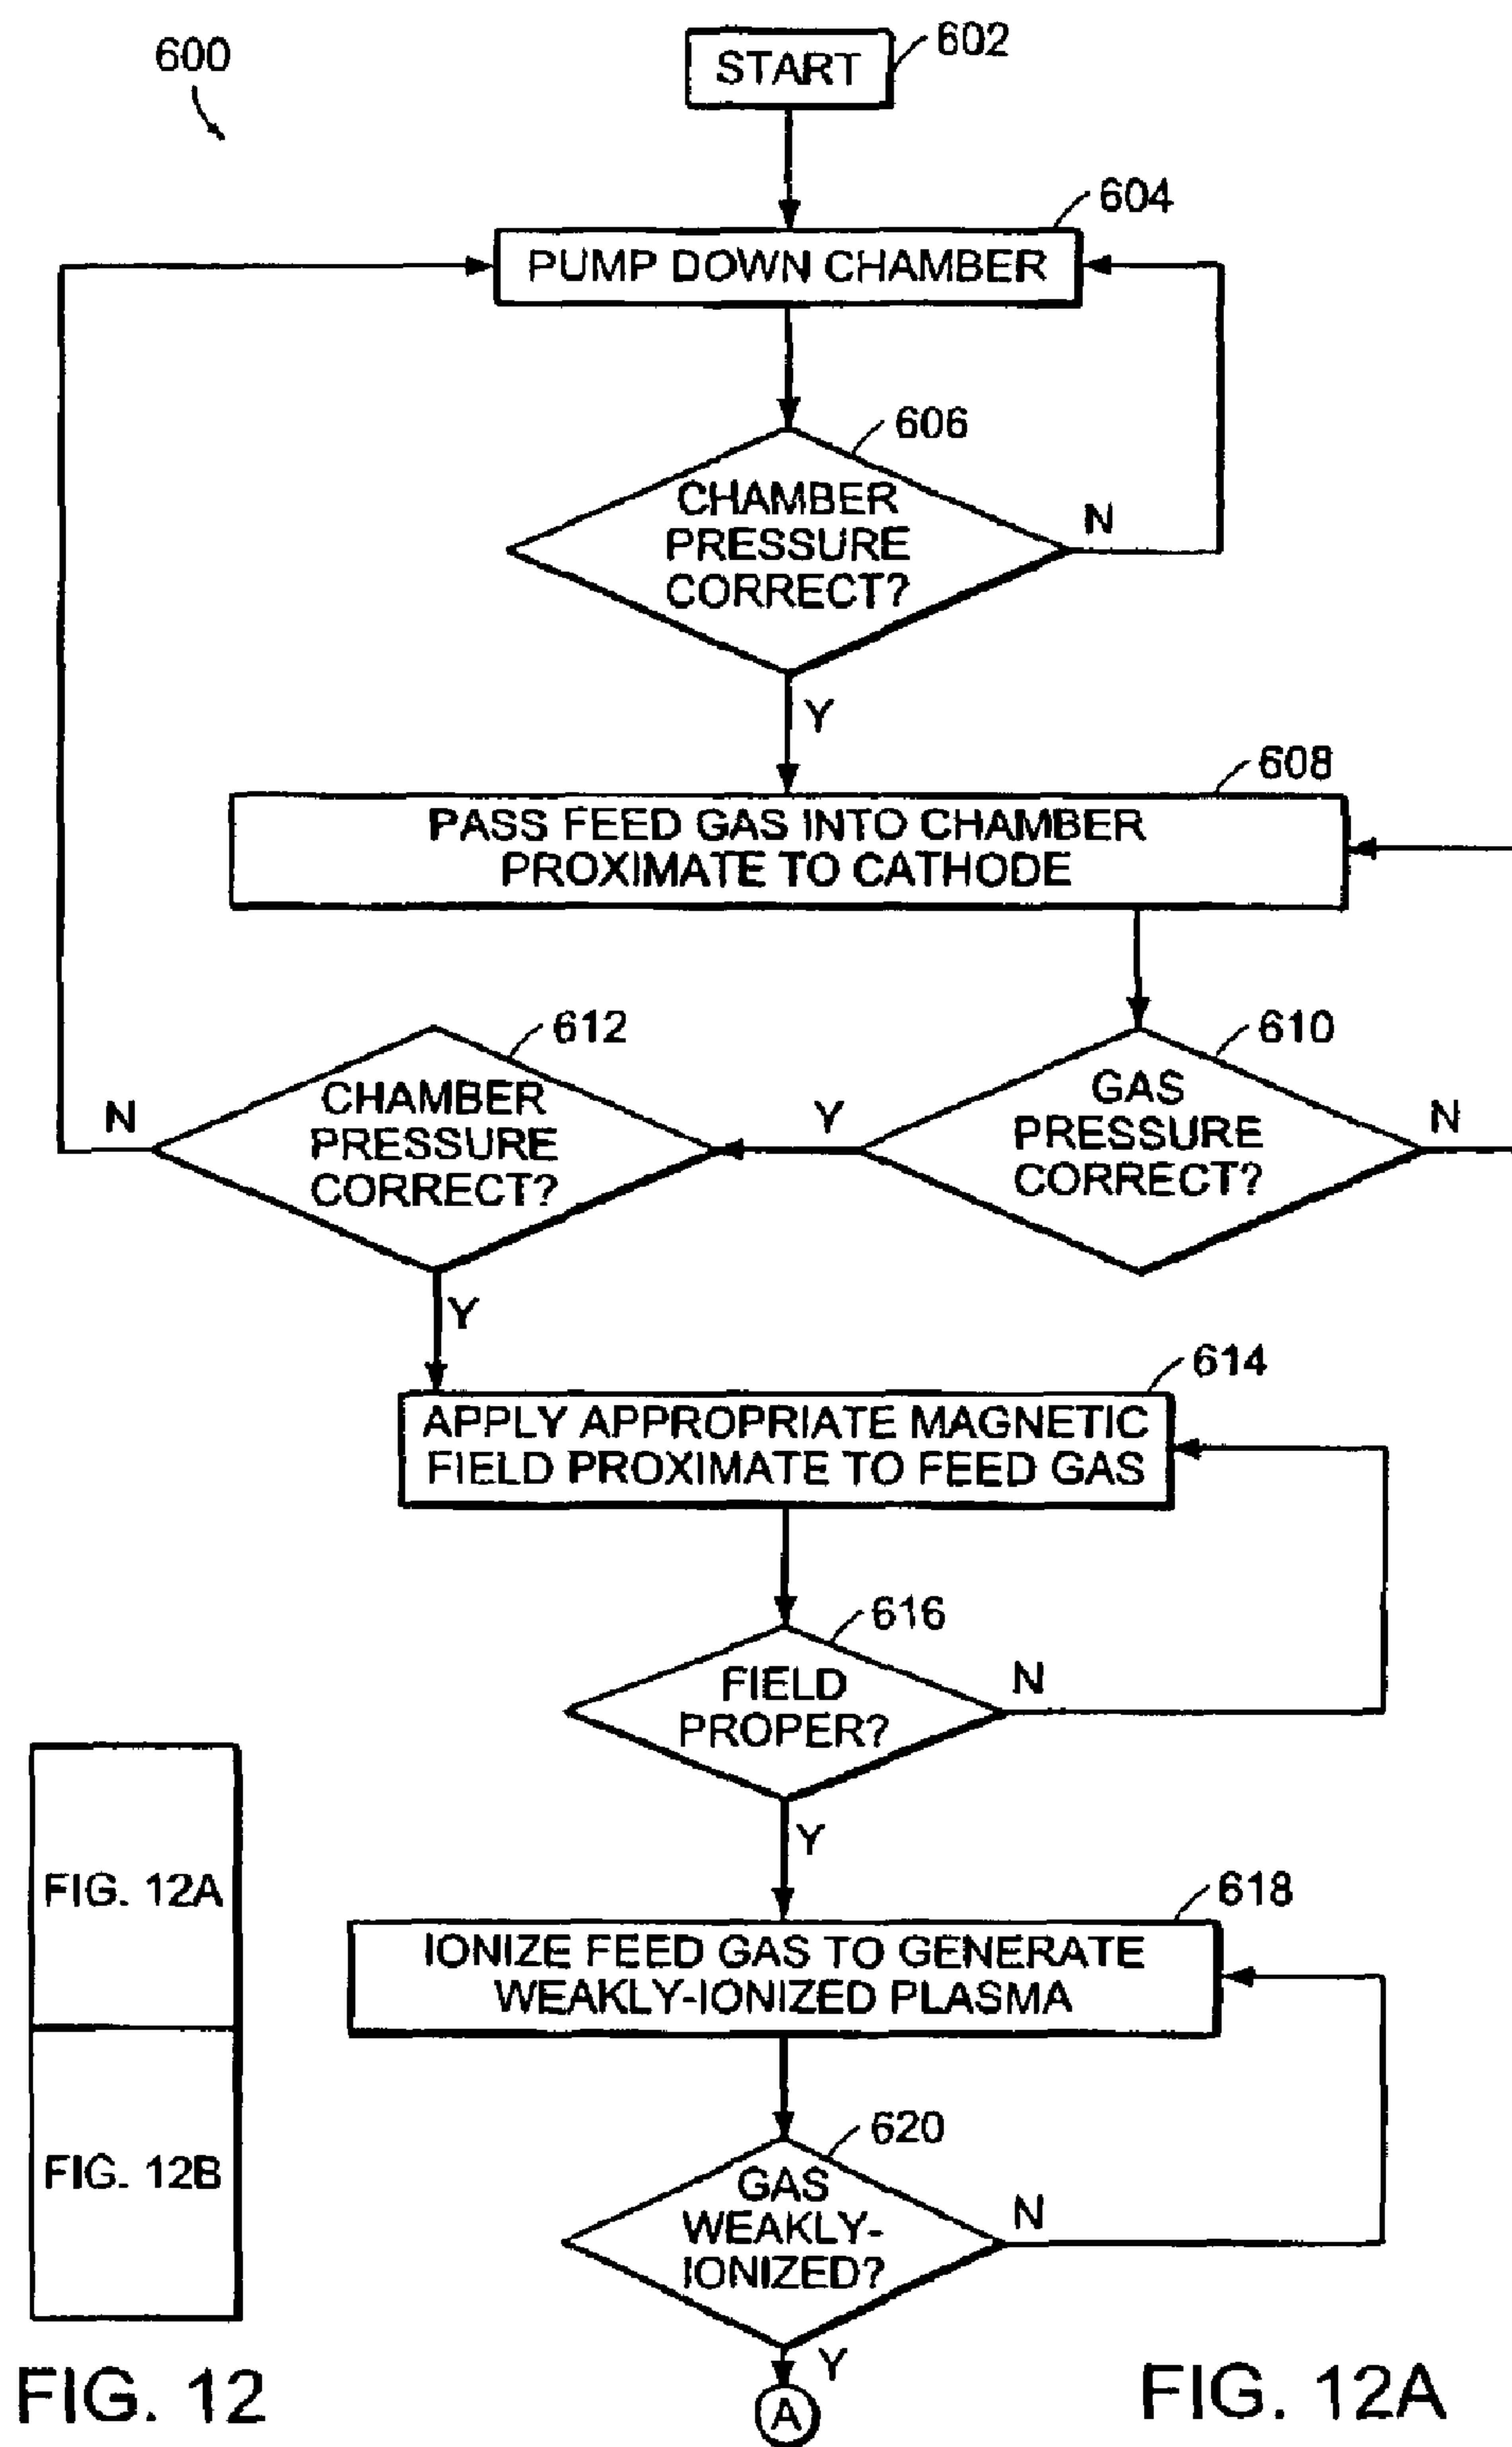 600
START
602
PUMP DOWN CHAMBER
604
606
CHAMBER
PRESSURE
CORRECT?
N
Y
608
PASS FEED GAS INTO CHAMBER
PROXIMATE TO CATHODE
612
CHAMBER
PRESSURE
CORRECT?
N
Y
610
GAS
PRESSURE
CORRECT?
Y
N
614
APPLY APPROPRIATE MAGNETIC
FIELD PROXIMATE TO FEED GAS
616
FIELD
PROPER?
N
Y
618
IONIZE FEED GAS TO GENERATE
WEAKLY-IONIZED PLASMA
620
GAS
WEAKLY-
IONIZED?
N
Y
A
FIG. 12A
FIG. 12B
FIG. 12
FIG. 12A